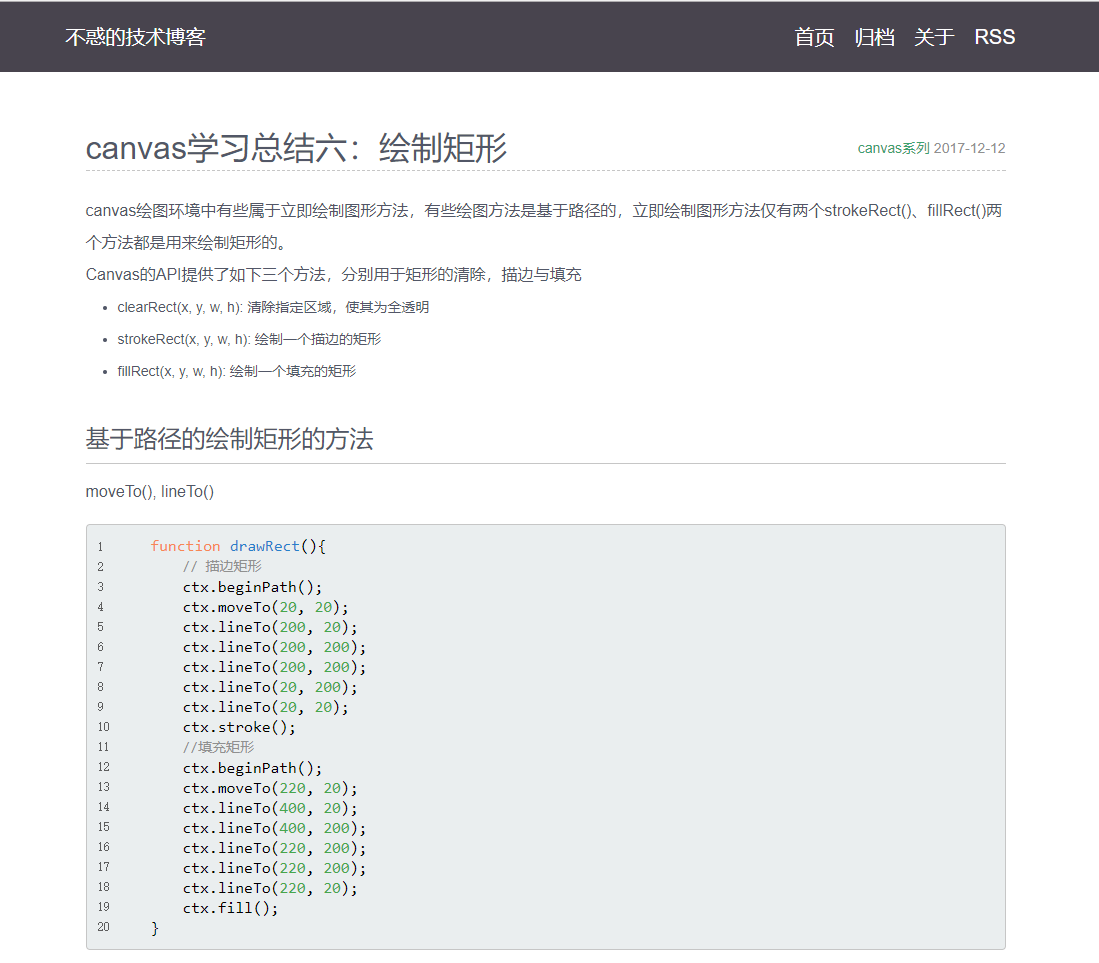 不惑的技术博客 首页 归档 关于 RSS
canvas学习总结六：绘制矩形 canvas系列 2017-12-12
canvas绘图环境中有些属于立即绘制图形方法，有些绘图方法是基于路径的，立即绘制图形方法仅有两个strokeRect()、fillRect()两
个方法都是用来绘制矩形的。
Canvas的API提供了如下三个方法，分别用于矩形的清除，描边与填充
• clearRect(x, y, w, h): 清除指定区域，使其为全透明
• strokeRect(x, y, w, h): 绘制一个描边的矩形
• fillRect(x, y, w, h): 绘制一个填充的矩形
基于路径的绘制矩形的方法
moveTo(), lineTo()
1 function drawRect(){
2 // 描边矩形
3 ctx.beginPath();
4 ctx.moveTo(20, 20);
5 ctx.lineTo(200, 20);
6 ctx.lineTo(200, 200);
7 ctx.lineTo(200, 200);
8 ctx.lineTo(20, 200);
9 ctx.lineTo(20, 20);
10 ctx.stroke();
11 //填充矩形
12 ctx.beginPath();
13 ctx.moveTo(220, 20);
14 ctx.lineTo(400, 20);
15 ctx.lineTo(400, 200);
16 ctx.lineTo(220, 200);
17 ctx.lineTo(220, 200);
18 ctx.lineTo(220, 20);
19 ctx.fill();
20 }